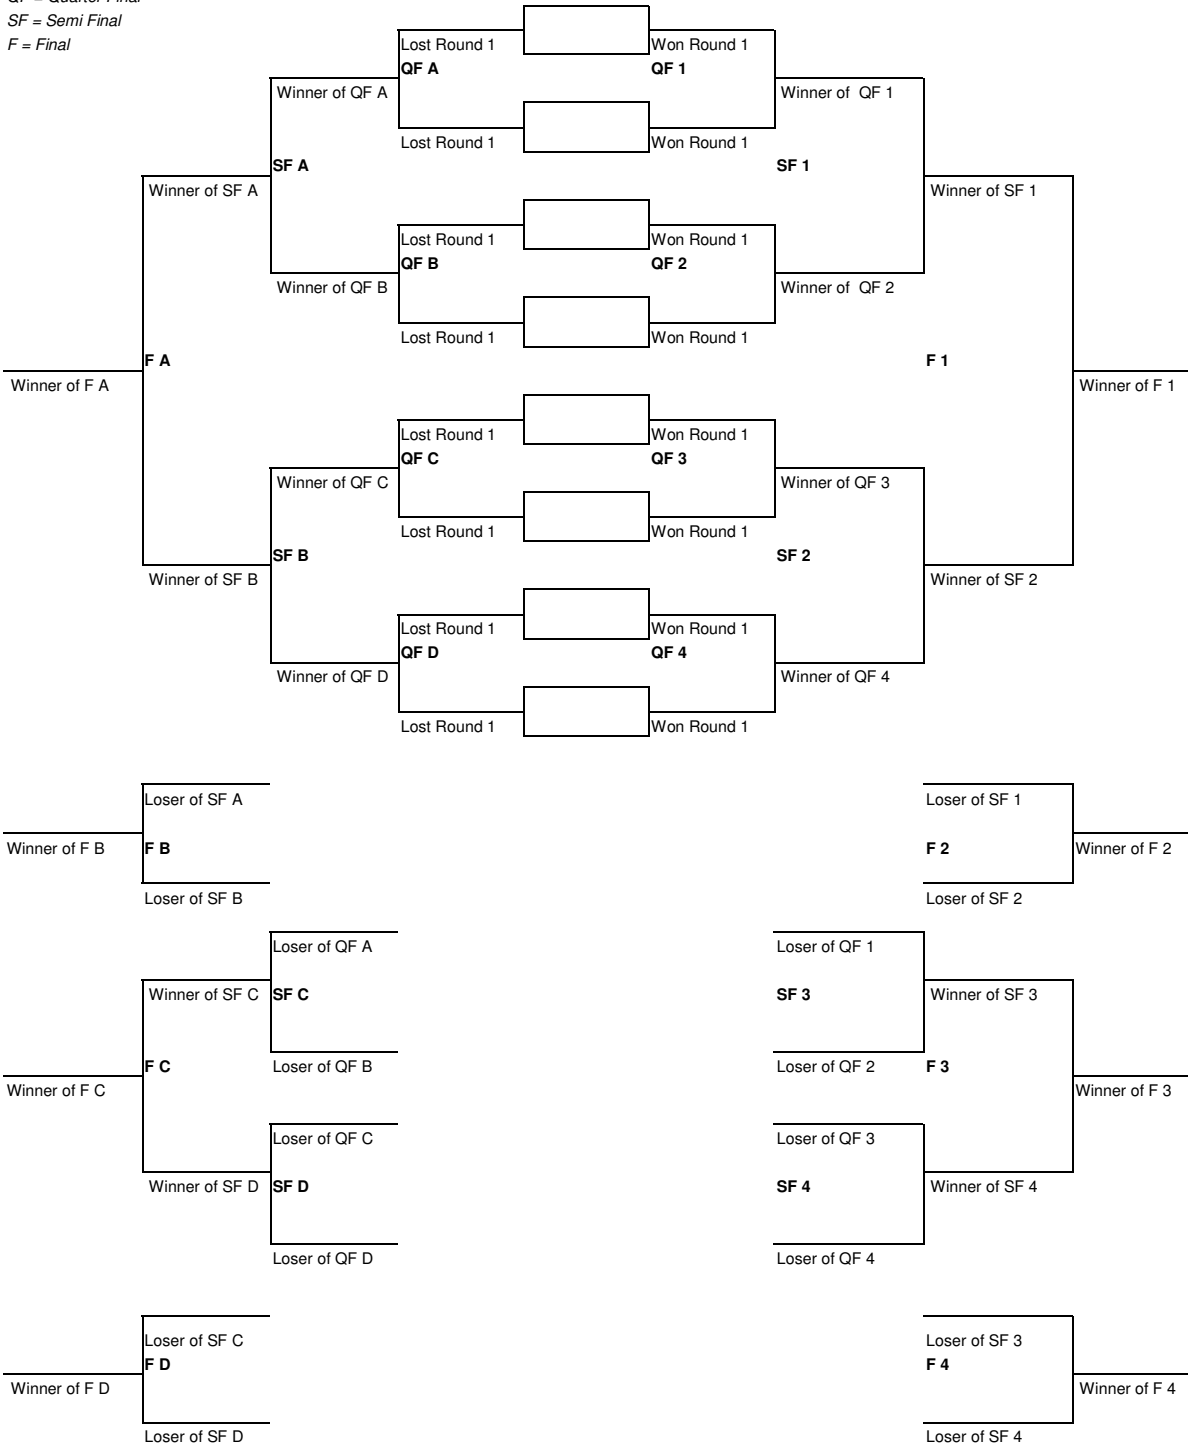 QF = Quarter Final
SF = Semi Final
F = Final
Lost Round 1 Won Round 1
QF A QF 1
Winner of QF A Winner of  QF 1
Lost Round 1 Won Round 1
SF A SF 1
Winner of SF A Winner of SF 1
Lost Round 1 Won Round 1
QF B QF 2
Winner of QF B Winner of  QF 2
Lost Round 1 Won Round 1
F A F 1
Winner of F A Winner of F 1
Lost Round 1 Won Round 1
QF C QF 3
Winner of QF C Winner of QF 3
Lost Round 1 Won Round 1
SF B SF 2
Winner of SF B Winner of SF 2
Lost Round 1 Won Round 1
QF D QF 4
Winner of QF D Winner of QF 4
Lost Round 1 Won Round 1
Loser of SF A Loser of SF 1
Winner of F B F B F 2 Winner of F 2
Loser of SF B Loser of SF 2
Loser of QF A Loser of QF 1
Winner of SF C SF C SF 3 Winner of SF 3
F C Loser of QF B Loser of QF 2 F 3
Winner of F C Winner of F 3
Loser of QF C Loser of QF 3
Winner of SF D SF D SF 4 Winner of SF 4
Loser of QF D Loser of QF 4
Loser of SF C Loser of SF 3
F D F 4
Winner of F D Winner of F 4
Loser of SF D Loser of SF 4